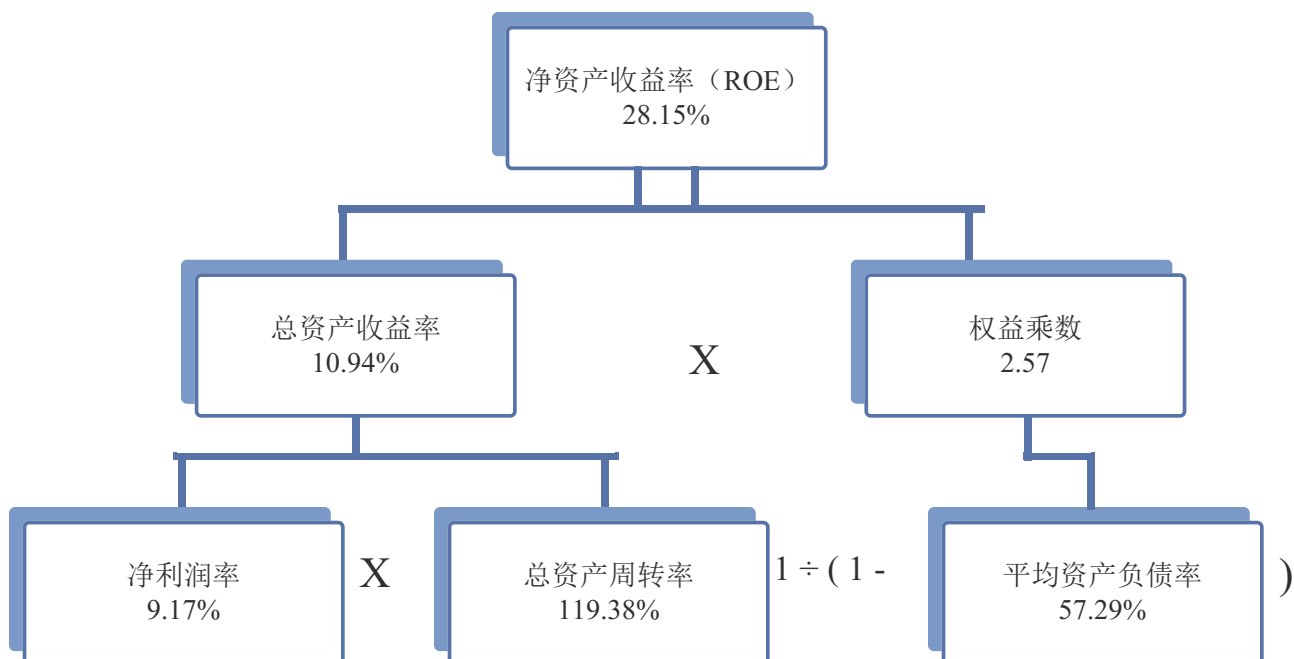 净资产收益率（ROE）
28.15%
总资产收益率
10.94%
X
权益乘数
2.57
净利润率
9.17%
X
总资产周转率
119.38%
1 ÷ ( 1 -
平均资产负债率
57.29%
)